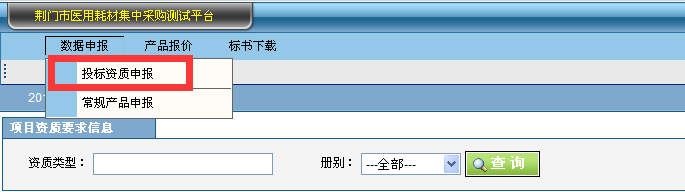 荆门市医用耗材集中采购测试平台
数据申报 产品报价 标书下载
投标资质申报
201
常规产品申报
项目资质要求信息
资质类型： 册别： ---全部--- 查询